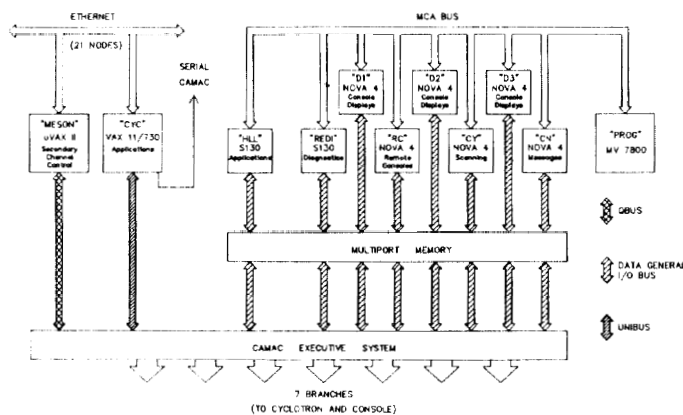 ETHERNET
(21 NODES)
MCA BUS
SERIAL
CAMAC
"MESON"
uVAX II
Secondary
Channel
Control
"CYC"
VAX 11/730
Applications
"HLL"
S130
Applications
"REDI"
S130
Diagnostics
"D1"
NOVA 4
Console
Displays
"RC"
NOVA 4
Remote
Consoles
"D2"
NOVA 4
Console
Displays
"CY"
NOVA 4
Scanning
"D3"
NOVA 4
Console
Displays
"CN"
NOVA 4
Messages
"PROG"
MV 7800
MULTIPORT MEMORY
CAMAC EXECUTIVE SYSTEM
7 BRANCHES
(TO CYCLOTRON AND CONSOLE)
QBUS
DATA GENERAL
I/O BUS
UNIBUS